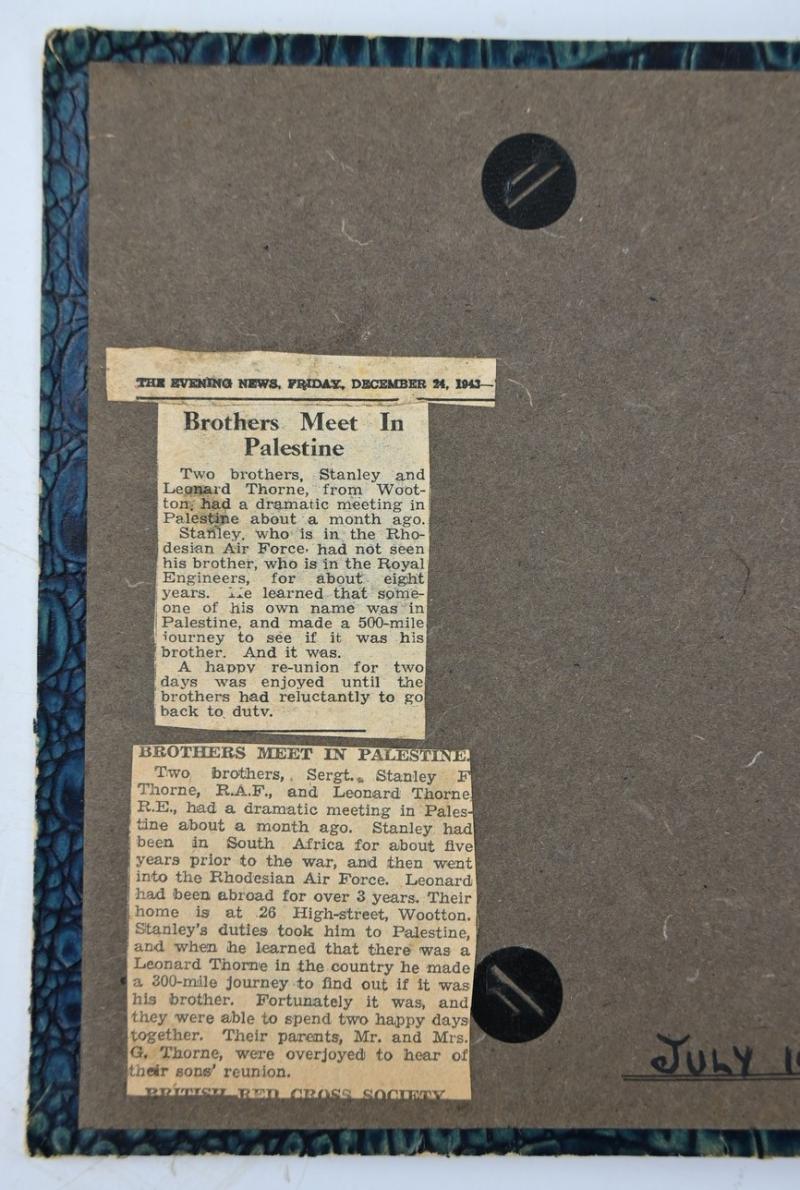 THE EVENING NEWS, FRIDAY, DECEMBER 24, 1943—
Brothers Meet In
Palestine
Two brothers, Stanley and
Leonard Thorne, from Woot-
ton, had a dramatic meeting in
Palestine about a month ago.
Stanley, who is in the Rho-
desian Air Force, had not seen
his brother, who is in the Royal
Engineers, for about eight
years. He learned that some-
one of his own name was in
Palestine, and made a 500-mile
journey to see if it was his
brother. And it was.
A happy re-union for two
days was enjoyed until the
brothers had reluctantly to go
back to duty.
BROTHERS MEET IN PALESTINE.
Two brothers, Sergt. Stanley F
Thorne, R.A.F., and Leonard Thorne
R.E., had a dramatic meeting in Pales-
tine about a month ago. Stanley had
been in South Africa for about five
years prior to the war, and then went
into the Rhodesian Air Force. Leonard
had been abroad for over 3 years. Their
home is at 26 High-street, Wootton.
Stanley's duties took him to Palestine,
and when he learned that there was a
Leonard Thorne in the country he made
a 300-mile journey to find out if it was
his brother. Fortunately it was, and
they were able to spend two happy days
together. Their parents, Mr. and Mrs.
G. Thorne, were overjoyed to hear of
their sons' reunion.
BRITISH RED CROSS SOCIETY
JULY